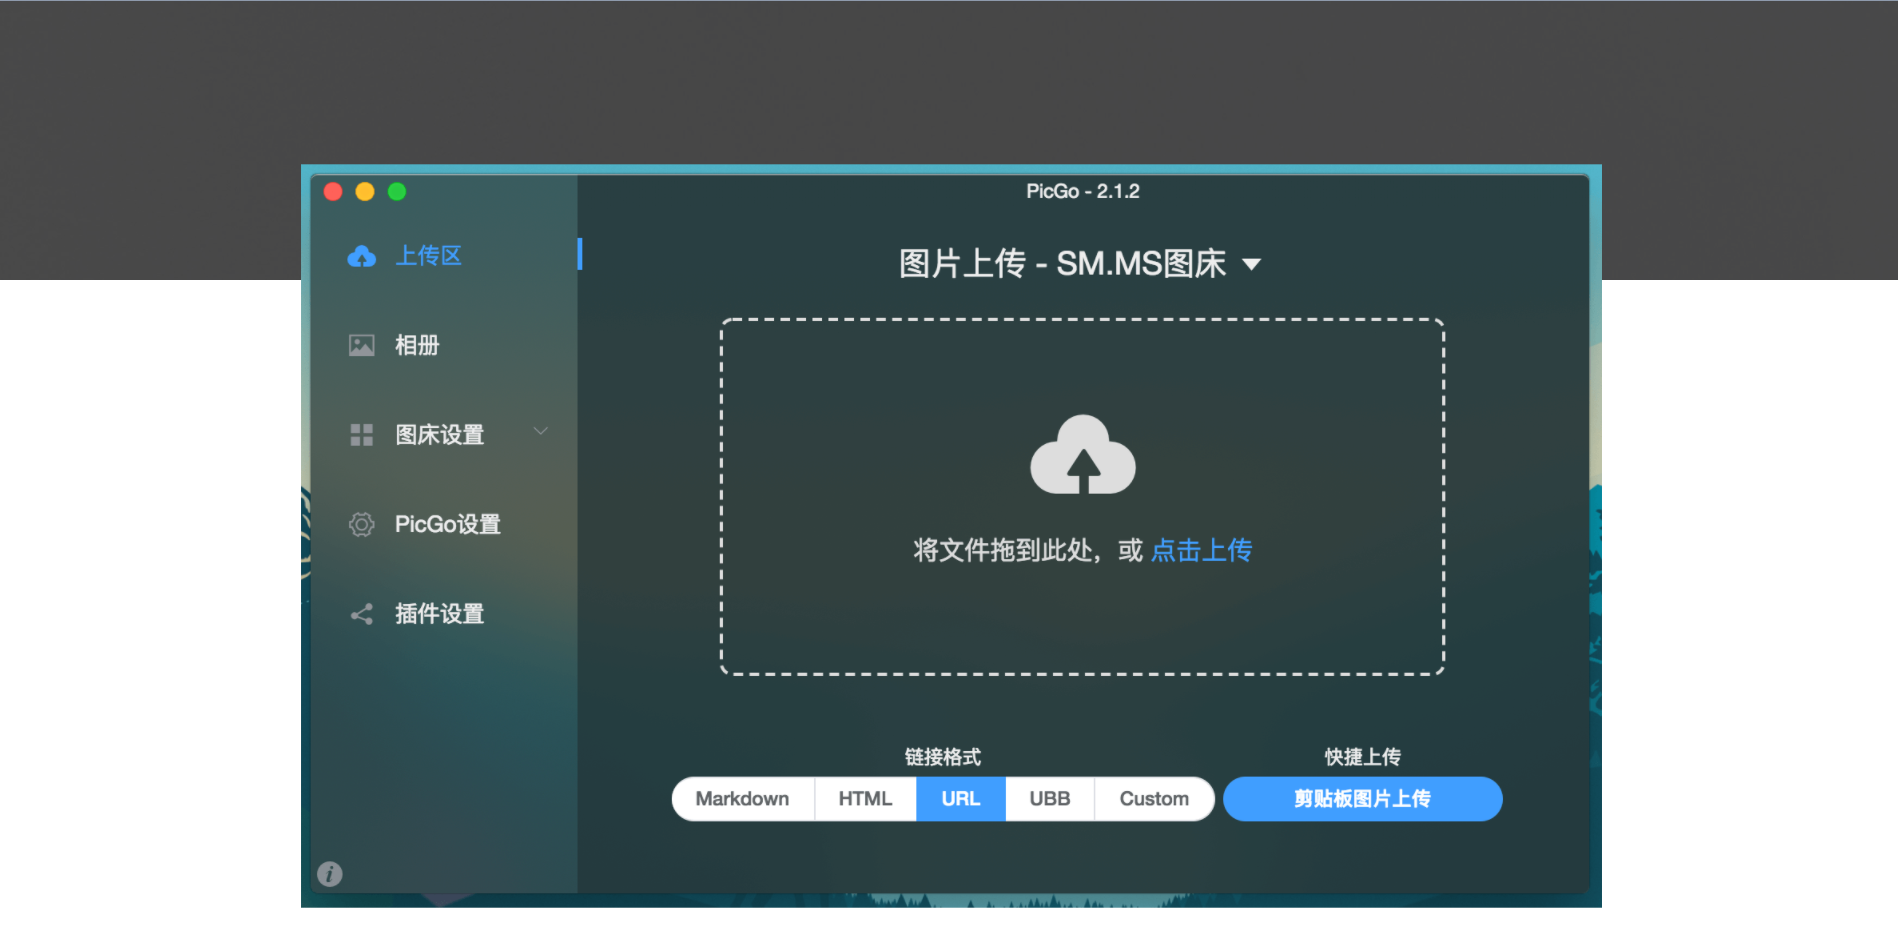 PicGo - 2.1.2
上传区
相册
图床设置
PicGo设置
插件设置
图片上传 - SM.MS图床
将文件拖到此处，或 点击上传
链接格式
Markdown HTML URL UBB Custom
快捷上传
剪贴板图片上传
i